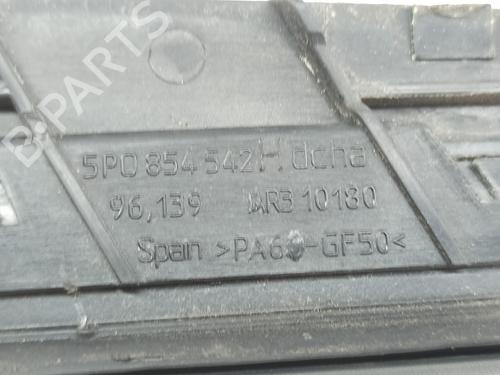 B-PARTS
5P0 854 542H.dcha
96,139 IAR3 10180
Spain >PA66-GF50<